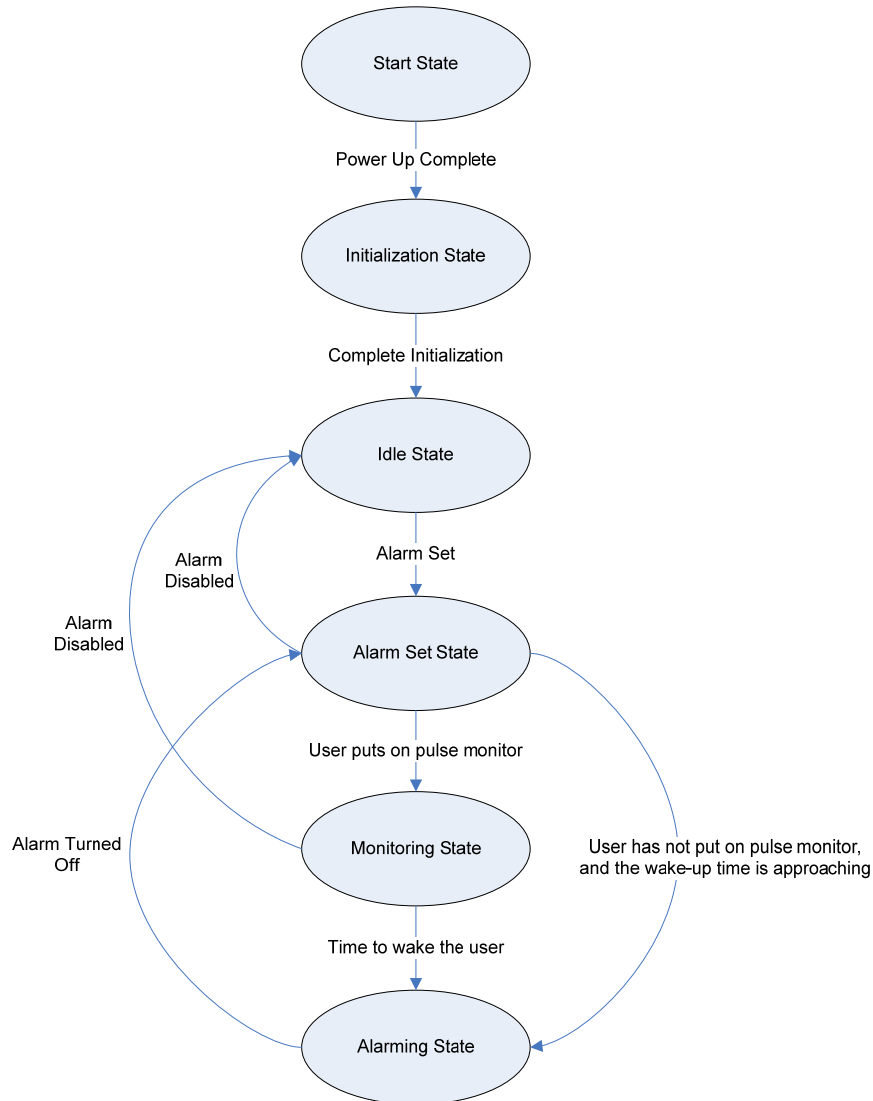 Start State
Power Up Complete
Initialization State
Complete Initialization
Idle State
Alarm Set
Alarm
Disabled
Alarm
Disabled
Alarm Set State
User puts on pulse monitor
Monitoring State
Alarm Turned
Off
User has not put on pulse monitor,
and the wake-up time is approaching
Time to wake the user
Alarming State